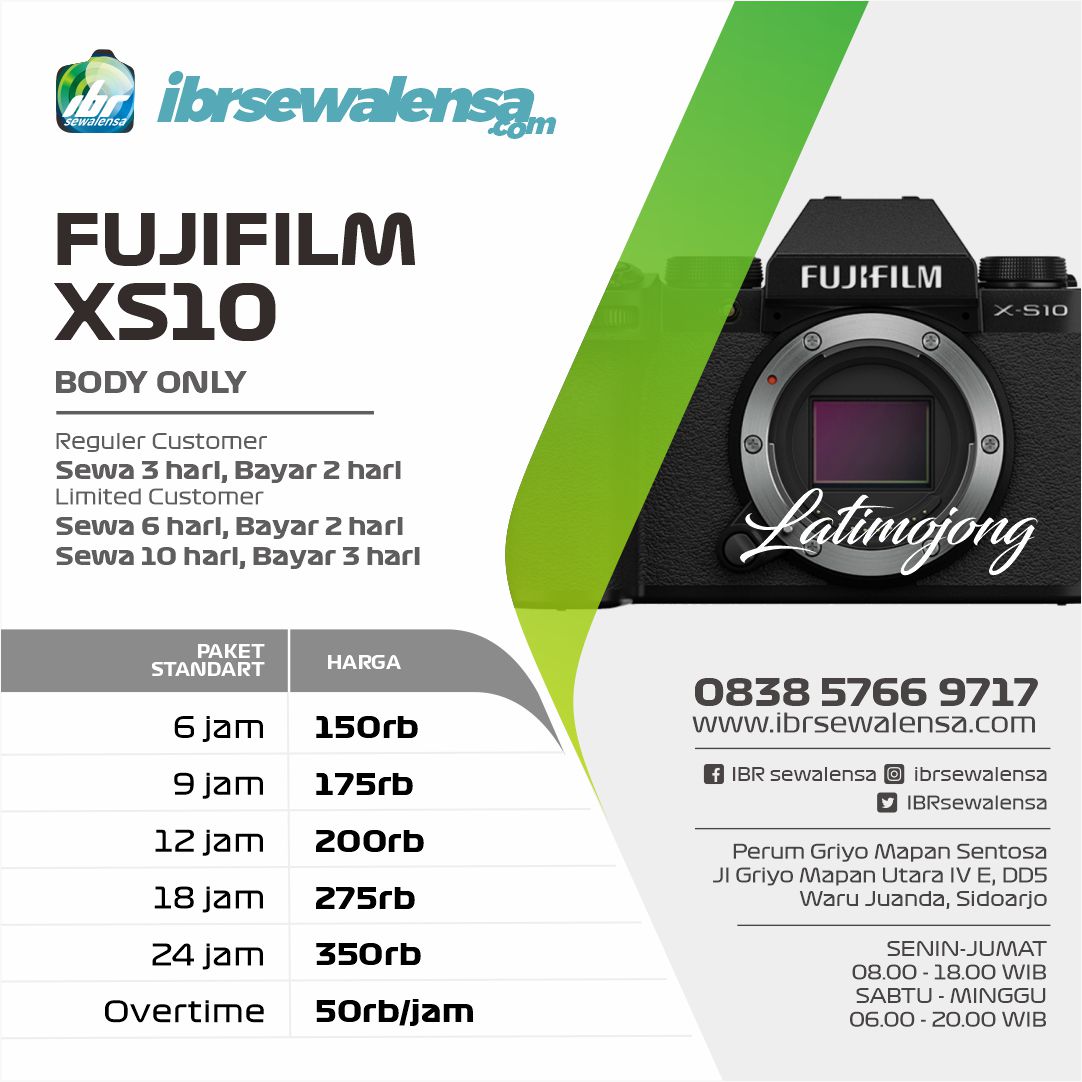 ibr
sewalensa
ibrsewalensa
.com
FUJIFILM
XS10
BODY ONLY
Reguler Customer
Sewa 3 hari, Bayar 2 hari
Limited Customer
Sewa 6 hari, Bayar 2 hari
Sewa 10 hari, Bayar 3 hari
FUJIFILM
X-S10
Latimojong
PAKET
STANDART
HARGA
6 jam 150rb
9 jam 175rb
12 jam 200rb
18 jam 275rb
24 jam 350rb
Overtime 50rb/jam
0838 5766 9717
www.ibrsewalensa.com
IBR sewalensa ibrsewalensa
IBRsewalensa
Perum Griyo Mapan Sentosa
Jl Griyo Mapan Utara IV E, DD5
Waru Juanda, Sidoarjo
SENIN-JUMAT
08.00 - 18.00 WIB
SABTU - MINGGU
06.00 - 20.00 WIB